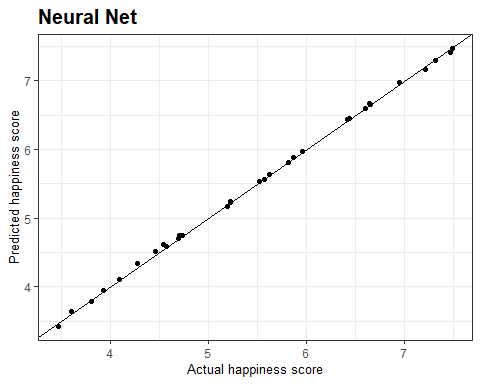 Neural Net
Predicted happiness score
7
6
5
4
4 5 6 7
Actual happiness score